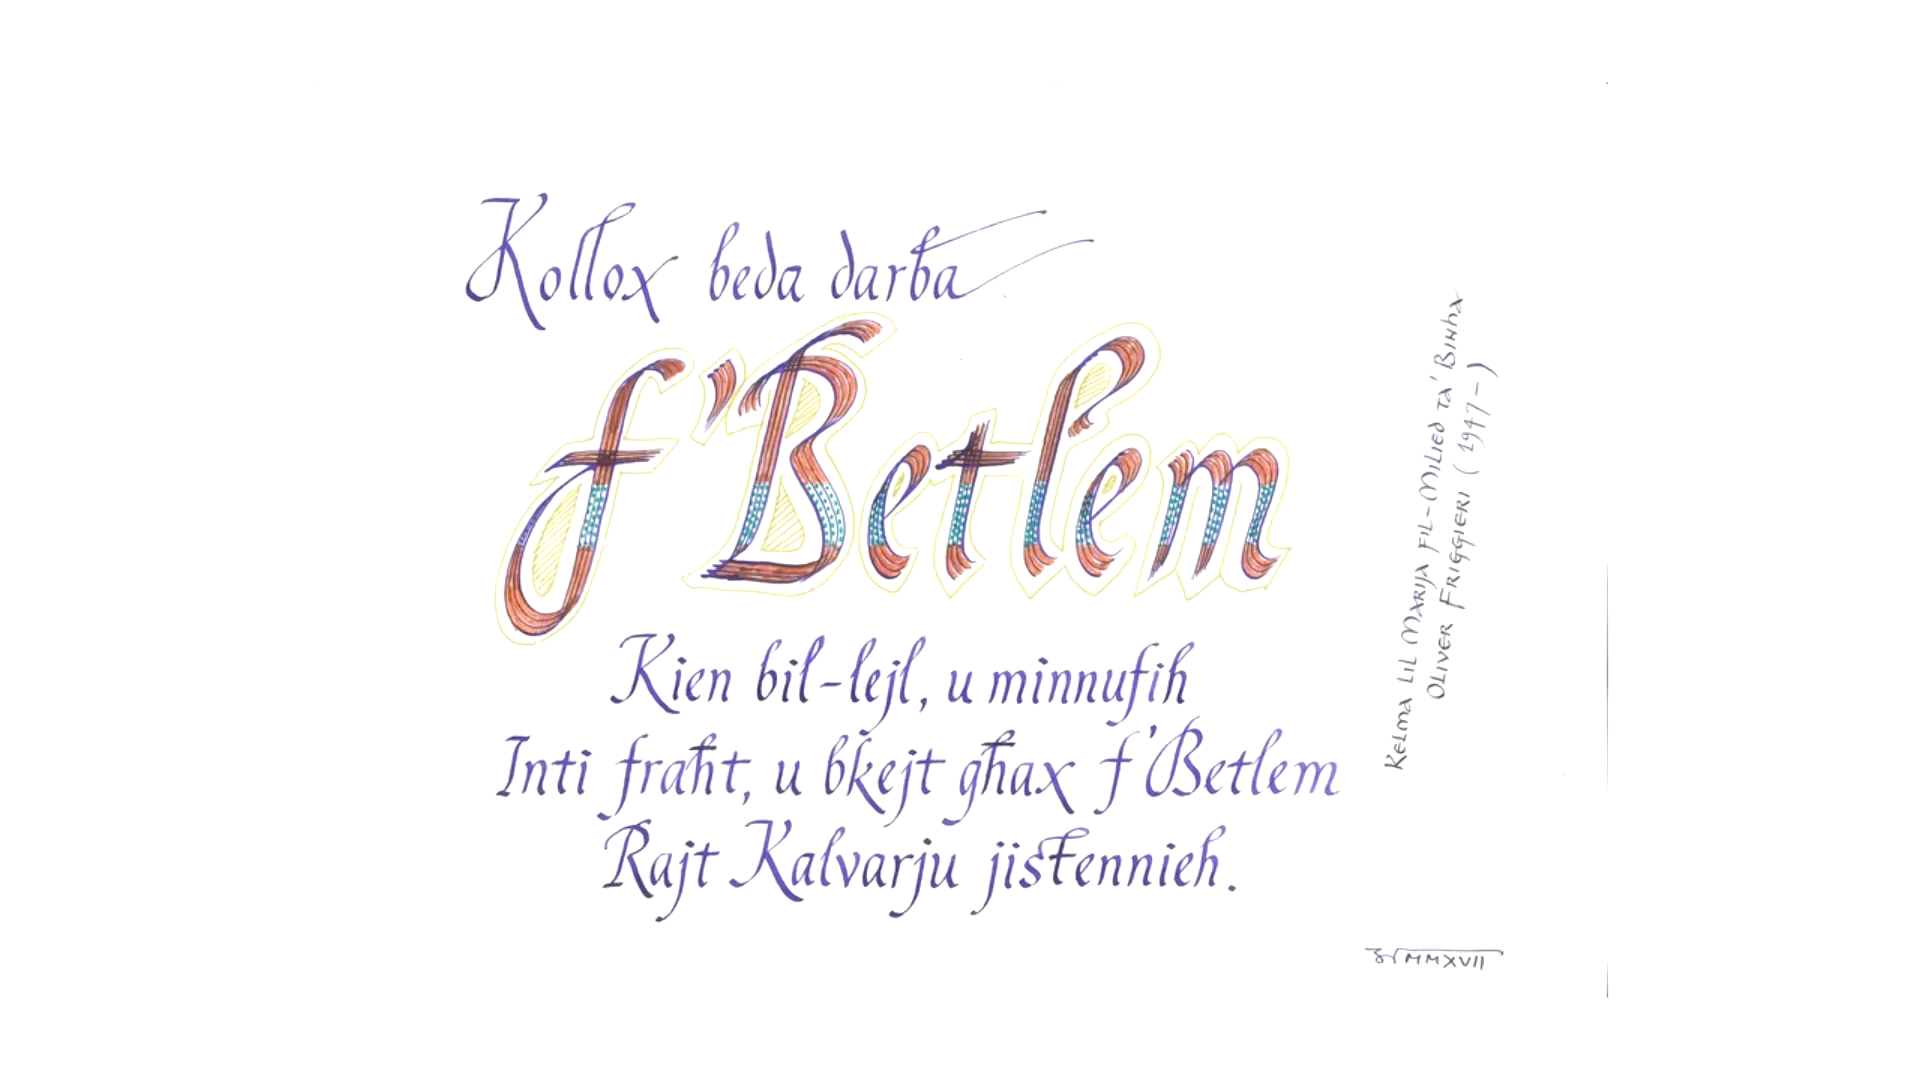 Kollox beda darba
f'Betlem
Kien bil-lejl, u minnufih
Inti fraħt, u bkejt għax f'Betlem
Rajt Kalvarju jistennieh.
Kelma lil Marija fil-Milied ta' Binha
Oliver Friggieri (1947-)
MMXVII